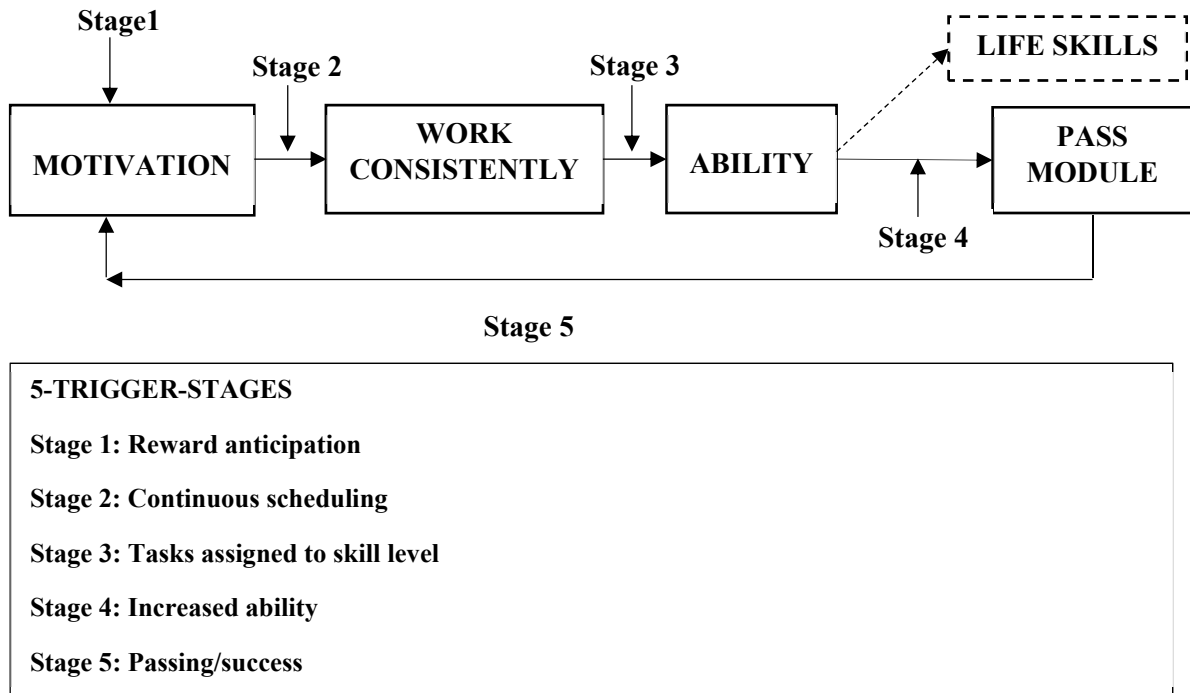 Stage1
LIFE SKILLS
Stage 2
Stage 3
MOTIVATION
WORK
CONSISTENTLY
ABILITY
PASS
MODULE
Stage 4
Stage 5
5-TRIGGER-STAGES
Stage 1: Reward anticipation
Stage 2: Continuous scheduling
Stage 3: Tasks assigned to skill level
Stage 4: Increased ability
Stage 5: Passing/success